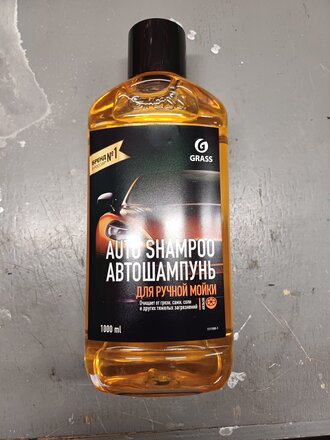 GRASS
БРЕНД №1
AUTO SHAMPOO
АВТОШАМПУНЬ
ДЛЯ РУЧНОЙ МОЙКИ
Очищает от грязи, сажи, соли
и других тяжелых загрязнений
1000 ml